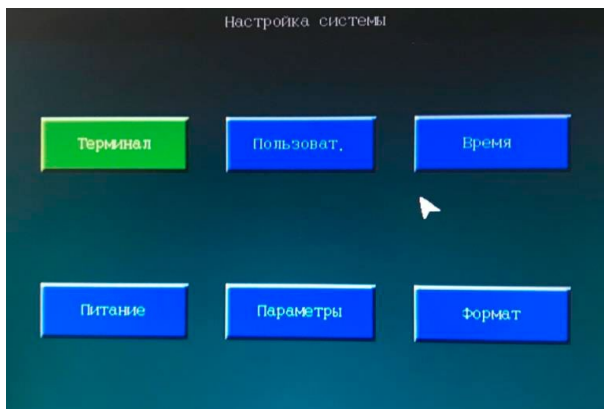 Настройка системы
Терминал
Пользоват.
Время
Питание
Параметры
Формат